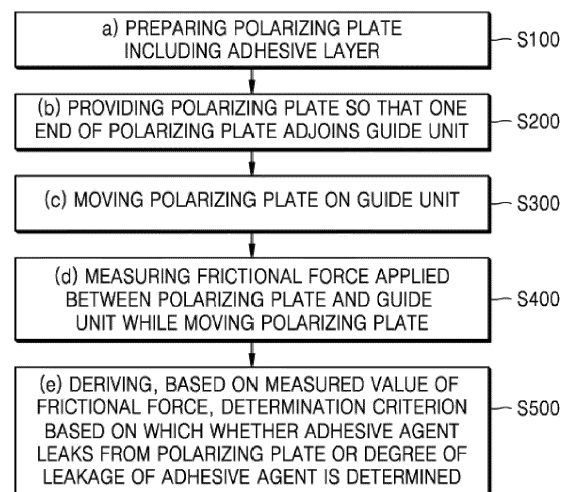 a) PREPARING POLARIZING PLATE
INCLUDING ADHESIVE LAYER
S100
(b) PROVIDING POLARIZING PLATE SO THAT ONE
END OF POLARIZING PLATE ADJOINS GUIDE UNIT
S200
(c) MOVING POLARIZING PLATE ON GUIDE UNIT
S300
(d) MEASURING FRICTIONAL FORCE APPLIED
BETWEEN POLARIZING PLATE AND GUIDE
UNIT WHILE MOVING POLARIZING PLATE
S400
(e) DERIVING, BASED ON MEASURED VALUE OF
FRICTIONAL FORCE, DETERMINATION CRITERION
BASED ON WHICH WHETHER ADHESIVE AGENT
LEAKS FROM POLARIZING PLATE OR DEGREE OF
LEAKAGE OF ADHESIVE AGENT IS DETERMINED
S500